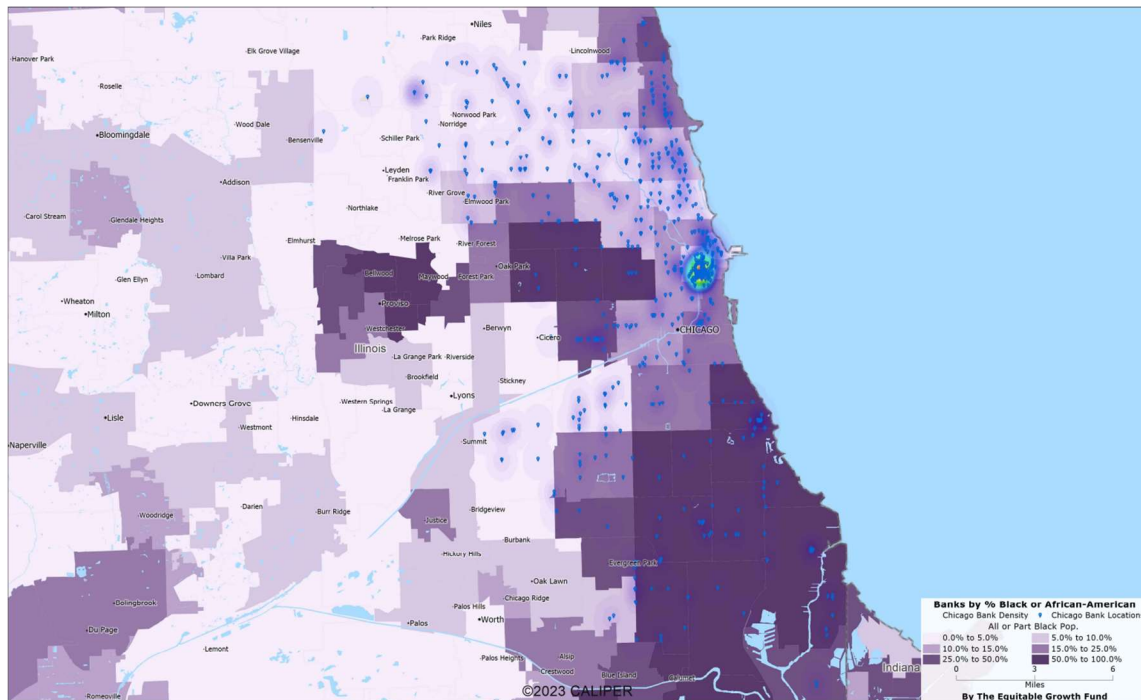 Niles
Park Ridge
Lincolnwood
Elk Grove Village
Hanover Park
Roselle
Norwood Park
Norridge
Wood Dale
Bloomingdale
Bensenville
Schiller Park
Leyden
Franklin Park
Addison
River Grove
Elmwood Park
Northlake
Carol Stream
Glendale Heights
Elmhurst
Melrose Park
River Forest
Villa Park
Oak Park
Bellwood
Maywood
Forest Park
Lombard
Glen Ellyn
Wheaton
Milton
Proviso
Westchester
Berwyn
CHICAGO
Cicero
Illinois
La Grange Park
Riverside
Brookfield
Stickney
Lyons
Western Springs
La Grange
Downers Grove
Hinsdale
Lisle
Westmont
Naperville
Summit
Darien
Burr Ridge
Woodridge
Justice
Bridgeview
Burbank
Hickory Hills
Evergreen Park
Oak Lawn
Bolingbrook
Chicago Ridge
Palos Hills
Worth
Palos
Du Page
Lemont
Palos Heights
Alsip
Crestwood
Blue Island
Calumet
Romeoville
Indiana
Banks by % Black or African-American
Chicago Bank Density Chicago Bank Location
All or Part Black Pop.
0.0% to 5.0% 5.0% to 10.0%
10.0% to 15.0% 15.0% to 25.0%
25.0% to 50.0% 50.0% to 100.0%
0 3 6
Miles
By The Equitable Growth Fund
©2023 CALIPER